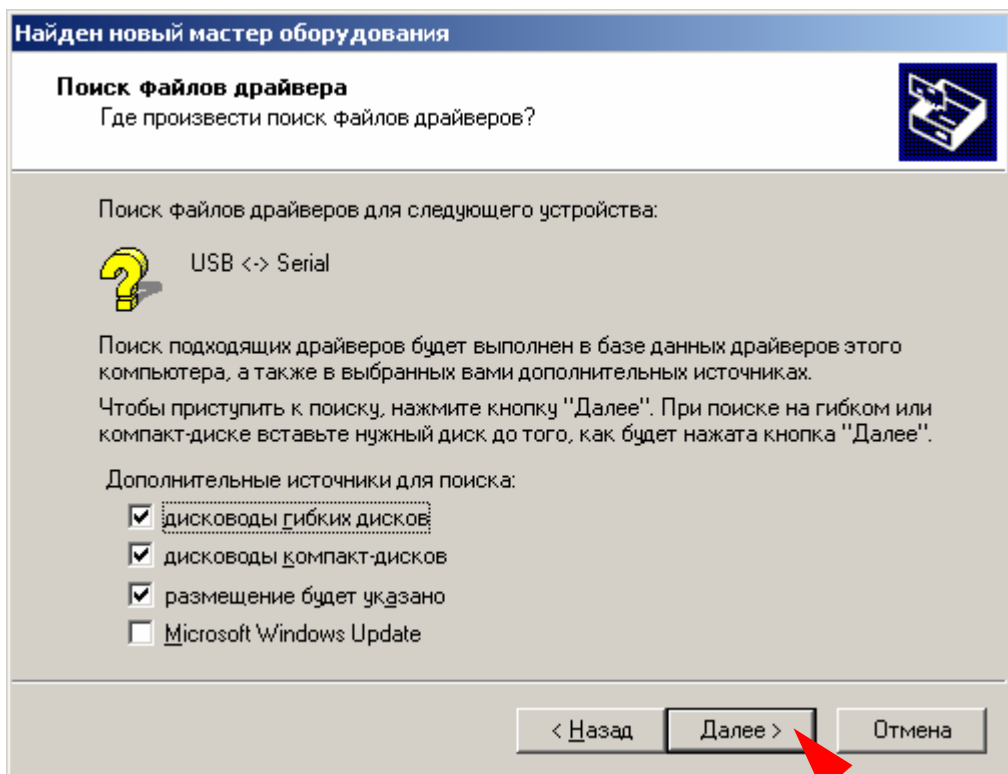 Найден новый мастер оборудования
Поиск файлов драйвера
Где произвести поиск файлов драйверов?
Поиск файлов драйверов для следующего устройства:
USB <-> Serial
Поиск подходящих драйверов будет выполнен в базе данных драйверов этого
компьютера, а также в выбранных вами дополнительных источниках.
Чтобы приступить к поиску, нажмите кнопку "Далее". При поиске на гибком или
компакт-диске вставьте нужный диск до того, как будет нажата кнопка "Далее".
Дополнительные источники для поиска:
дисководы гибких дисков
дисководы компакт-дисков
размещение будет указано
Microsoft Windows Update
< Назад Далее > Отмена